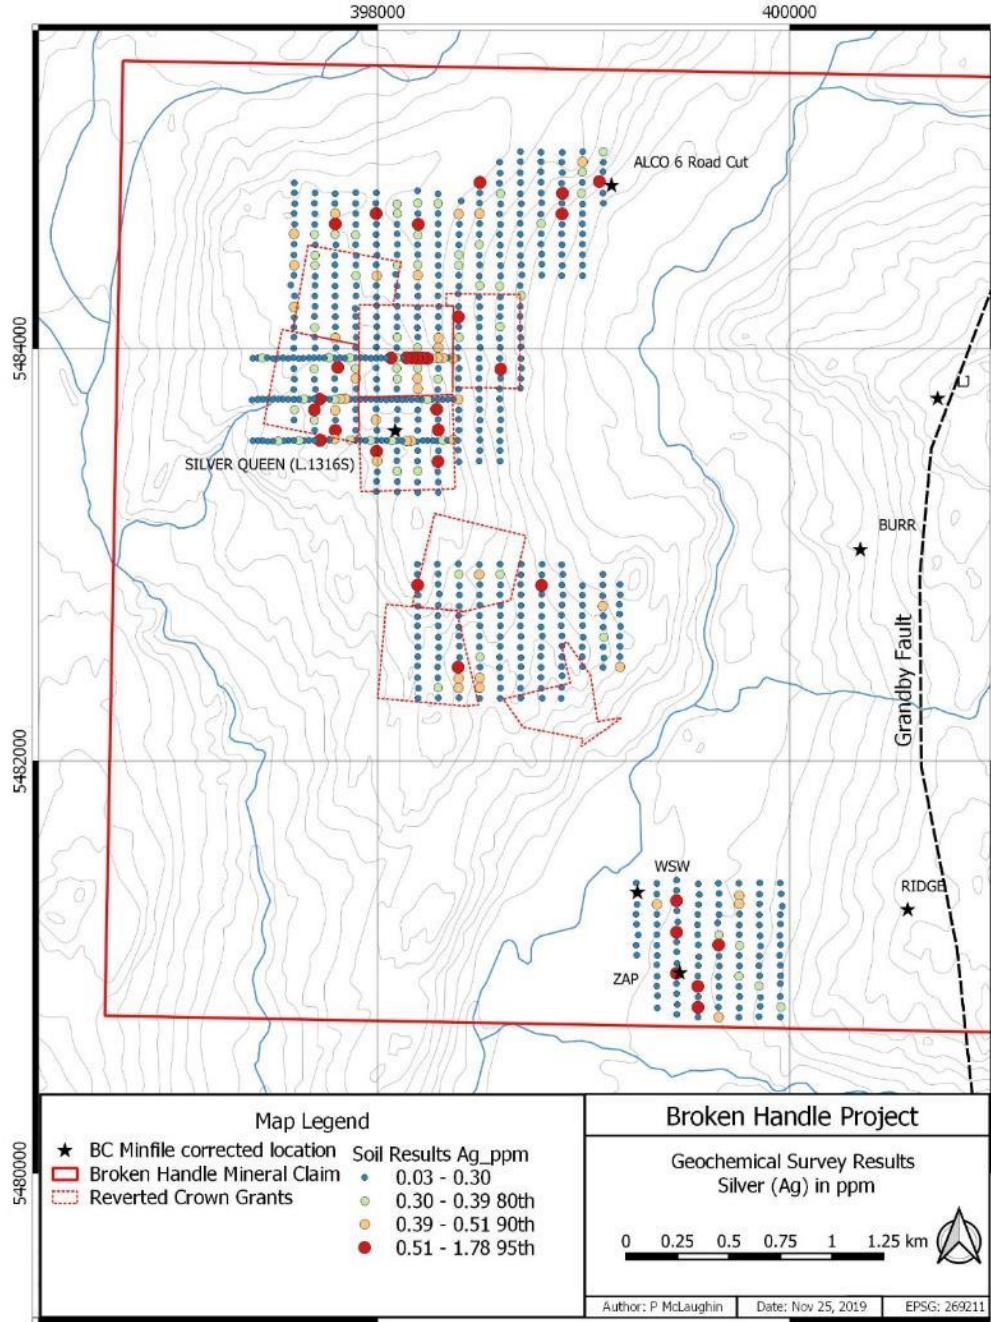 398000
400000
ALCO 6 Road Cut
5484000
LJ
SILVER QUEEN (L.1316S)
BURR
Grandby Fault
5482000
WSW
RIDGE
ZAP
5480000
Map Legend
BC Minfile corrected location
Broken Handle Mineral Claim
Reverted Crown Grants
Soil Results Ag_ppm
0.03 - 0.30
0.30 - 0.39 80th
0.39 - 0.51 90th
0.51 - 1.78 95th
Broken Handle Project
Geochemical Survey Results
Silver (Ag) in ppm
0 0.25 0.5 0.75 1 1.25 km
Author: P McLaughin
Date: Nov 25, 2019
EPSG: 269211